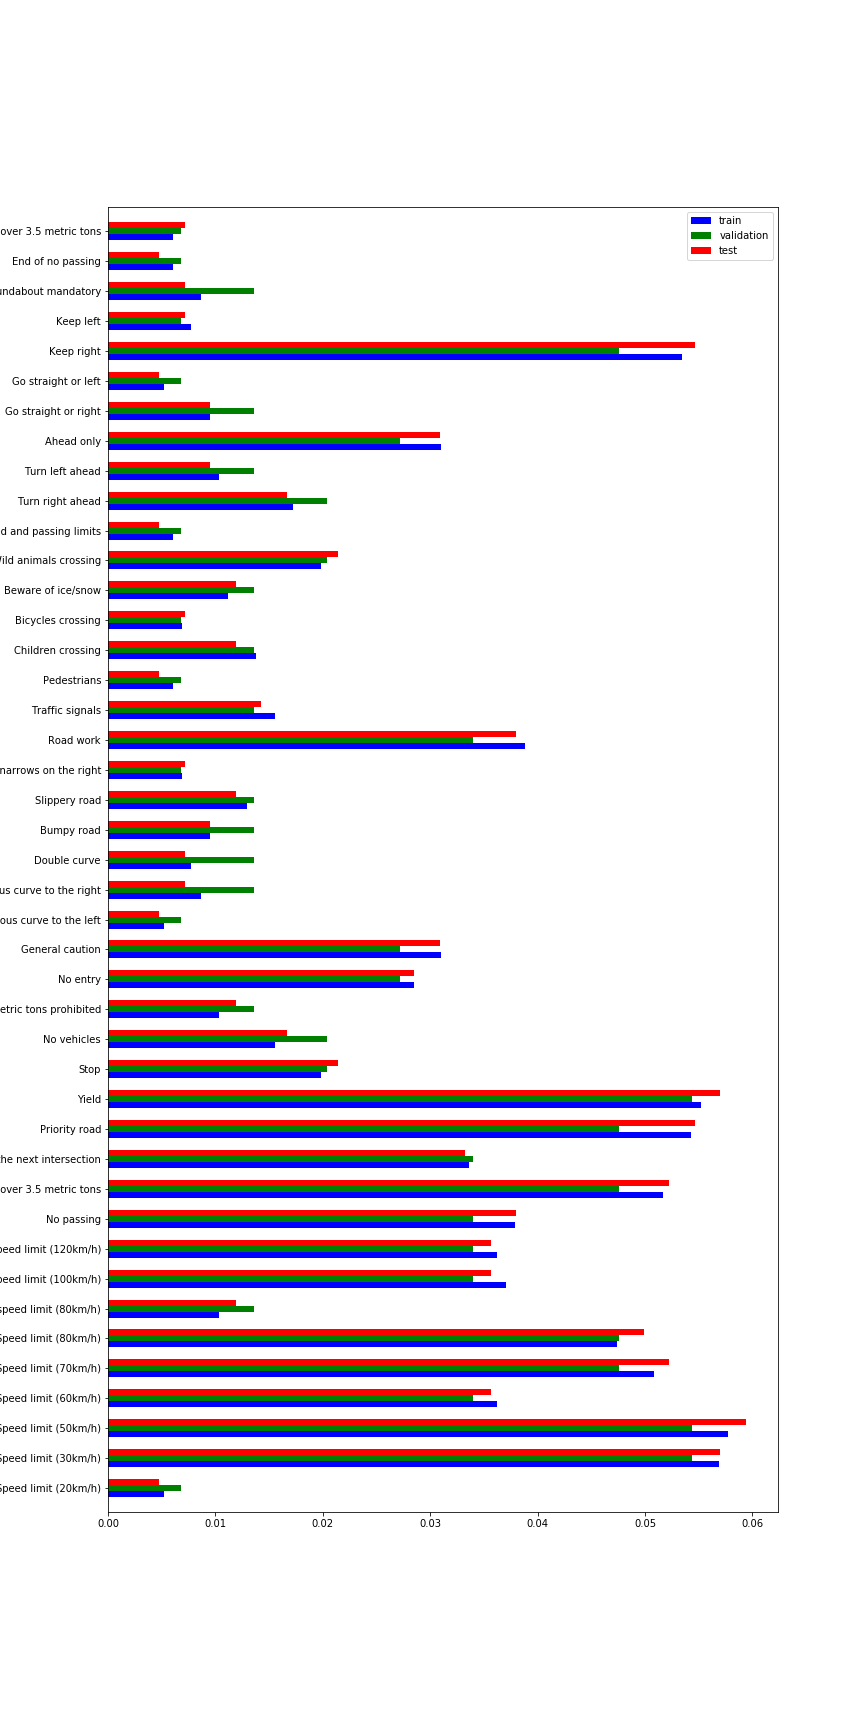 train
validation
test
over 3.5 metric tons
End of no passing
undabout mandatory
Keep left
Keep right
Go straight or left
Go straight or right
Ahead only
Turn left ahead
Turn right ahead
d and passing limits
Wild animals crossing
Beware of ice/snow
Bicycles crossing
Children crossing
Pedestrians
Traffic signals
Road work
narrows on the right
Slippery road
Bumpy road
Double curve
us curve to the right
ous curve to the left
General caution
No entry
etric tons prohibited
No vehicles
Stop
Yield
Priority road
he next intersection
over 3.5 metric tons
No passing
peed limit (120km/h)
peed limit (100km/h)
speed limit (80km/h)
Speed limit (80km/h)
Speed limit (70km/h)
Speed limit (60km/h)
Speed limit (50km/h)
Speed limit (30km/h)
Speed limit (20km/h)
0.00 0.01 0.02 0.03 0.04 0.05 0.06